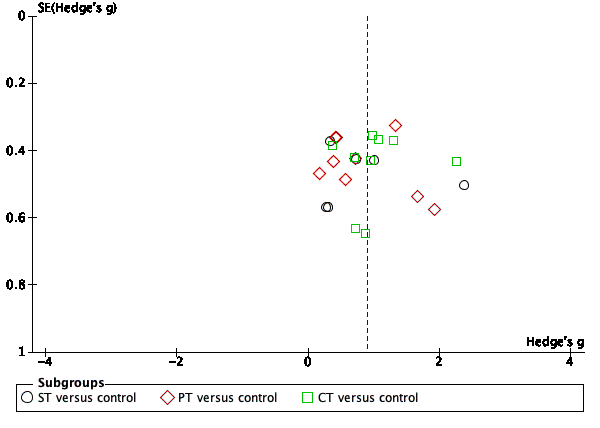 SE(Hedge's g)
0
0.2
0.4
0.6
0.8
1
Hedge's g
-4
-2
0
2
4
Subgroups
ST versus control
PT versus control
CT versus control